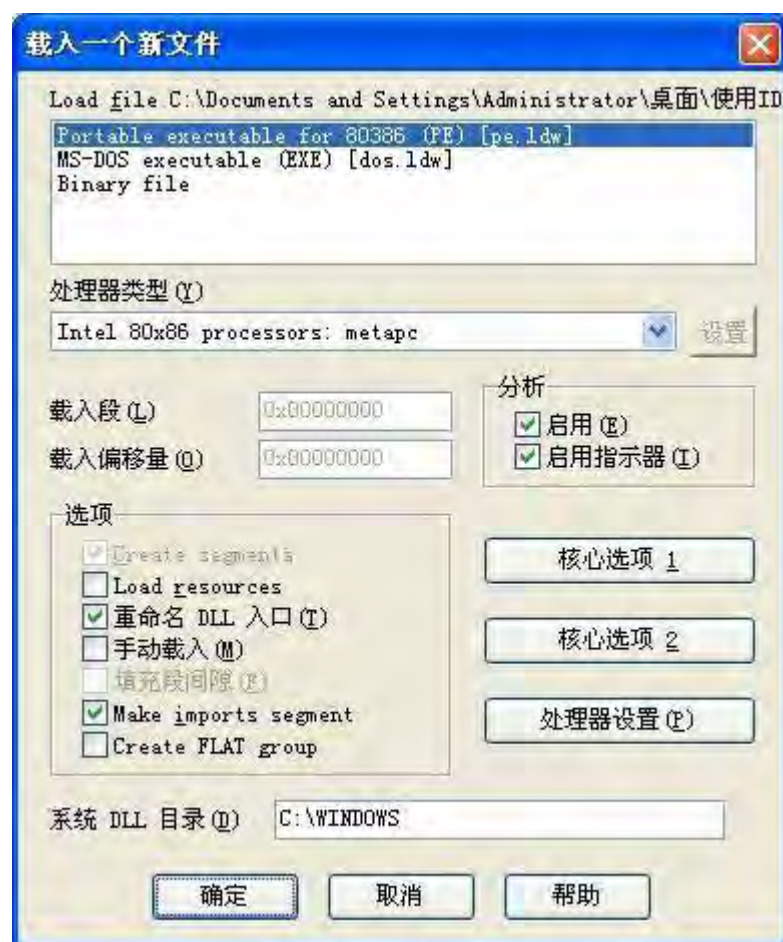 载入一个新文件
Load file C:\Documents and Settings\Administrator\桌面\使用ID
Portable executable for 80386 (PE) [pe.ldw]
MS-DOS executable (EXE) [dos.ldw]
Binary file
处理器类型(Y)
Intel 80x86 processors: metapc
设置
载入段(L) 0x00000000
载入偏移量(O) 0x00000000
分析
启用(E)
启用指示器(I)
选项
Create segments
Load resources
重命名 DLL 入口(T)
手动载入(M)
填充段间隙(F)
Make imports segment
Create FLAT group
核心选项 1
核心选项 2
处理器设置(P)
系统 DLL 目录(D) C:\WINDOWS
确定 取消 帮助